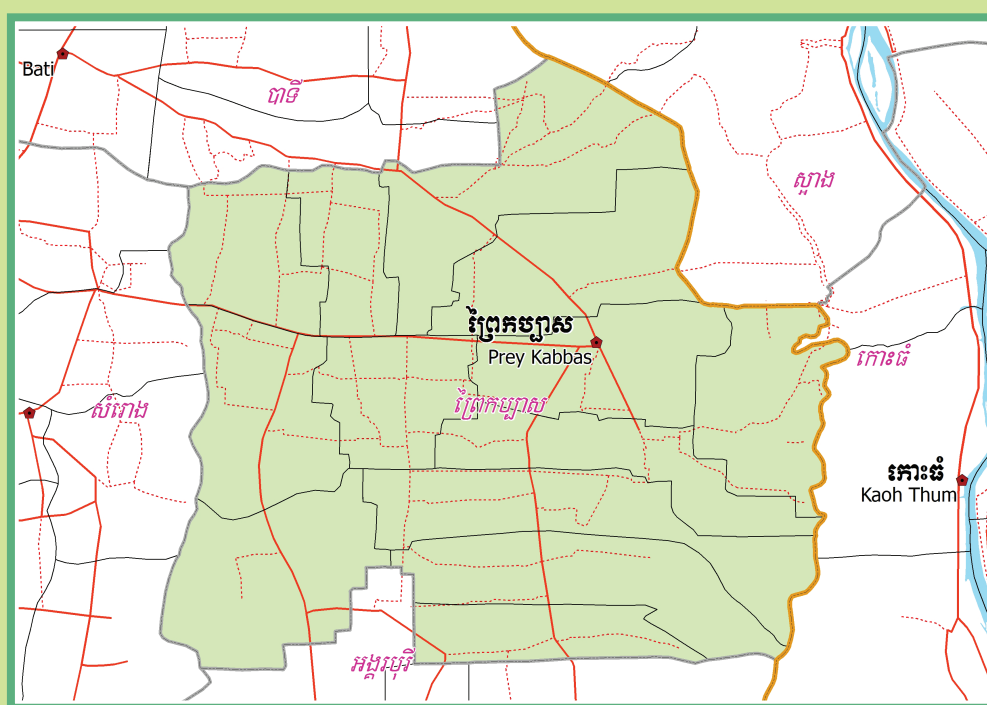 Bati
បាទី
ស្អាង
ព្រៃកប្បាស
Prey Kabbas
កោះធំ
ព្រៃកប្បាស
សំរោង
កោះធំ
Kaoh Thum
អង្គរបុរី